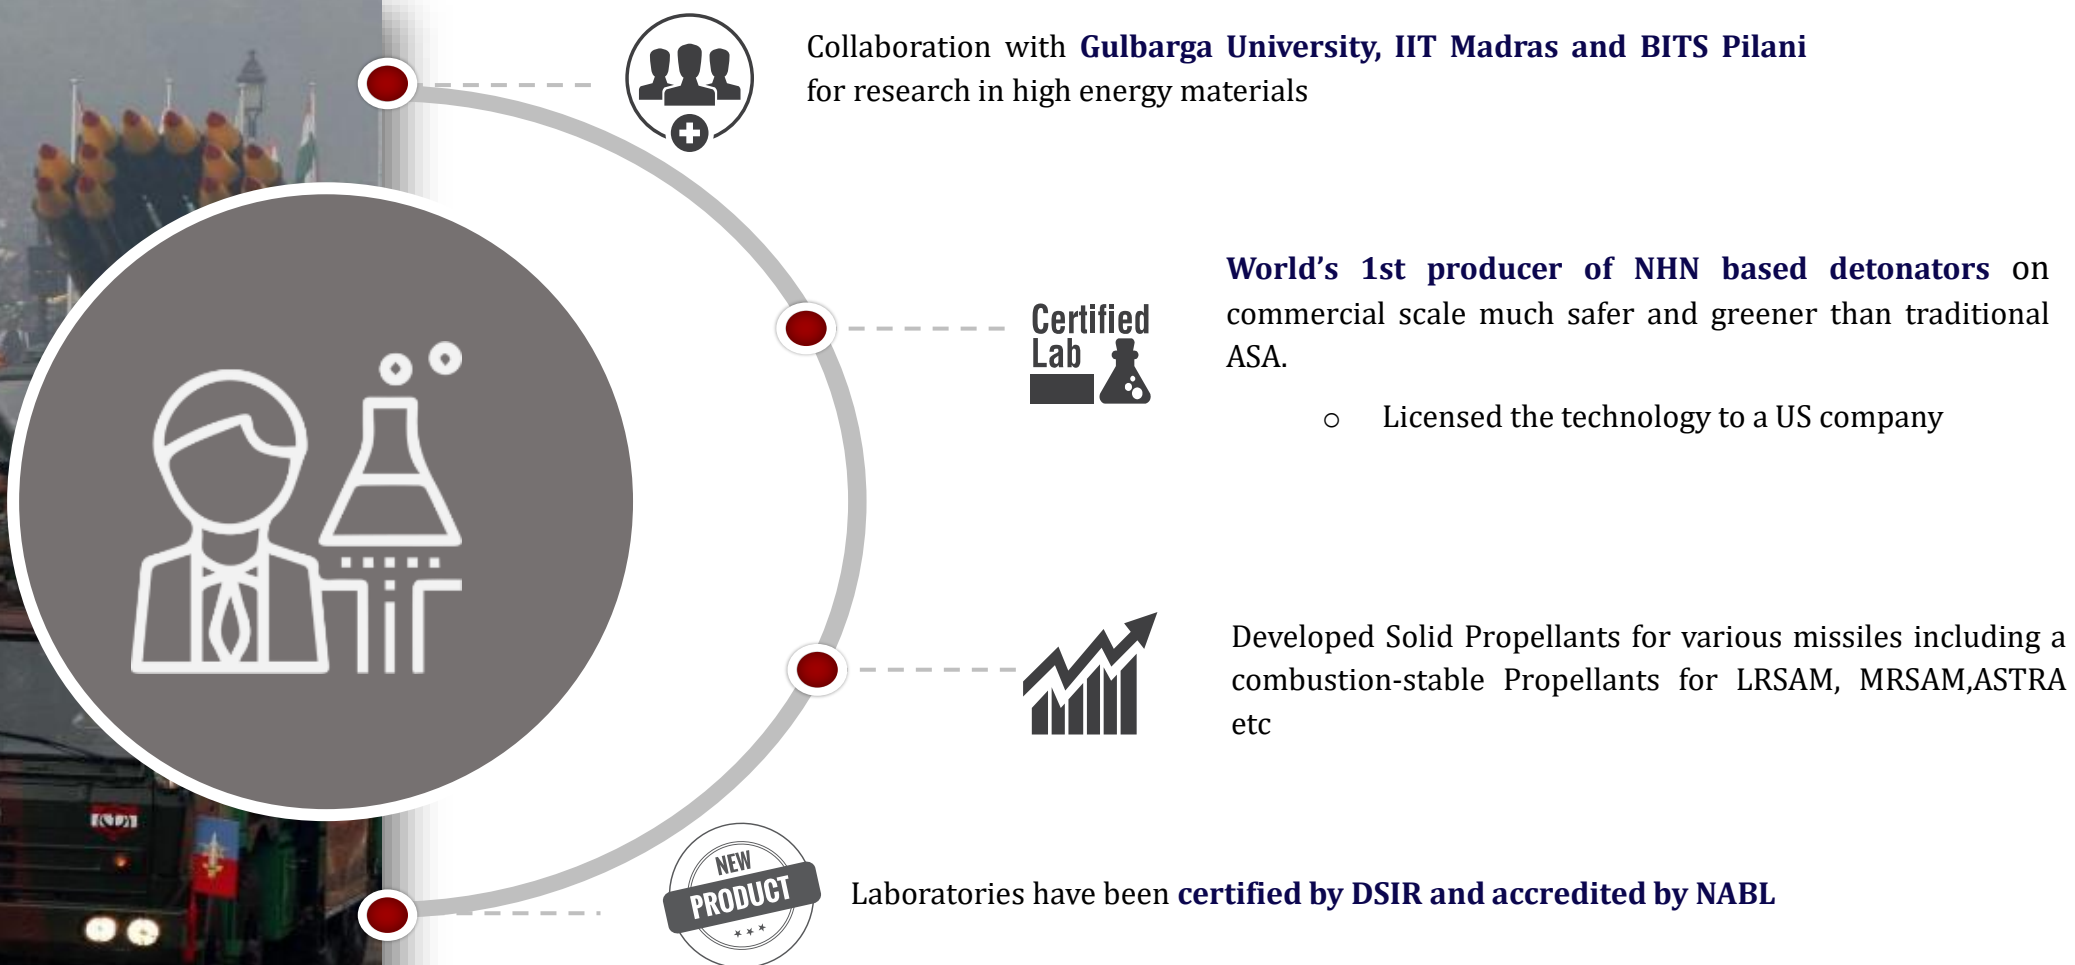 Collaboration with Gulbarga University, IIT Madras and BITS Pilani
for research in high energy materials
Certified
Lab
World’s 1st producer of NHN based detonators on
commercial scale much safer and greener than traditional
ASA.
o Licensed the technology to a US company
Developed Solid Propellants for various missiles including a
combustion-stable Propellants for LRSAM, MRSAM,ASTRA
etc
NEW
PRODUCT
Laboratories have been certified by DSIR and accredited by NABL